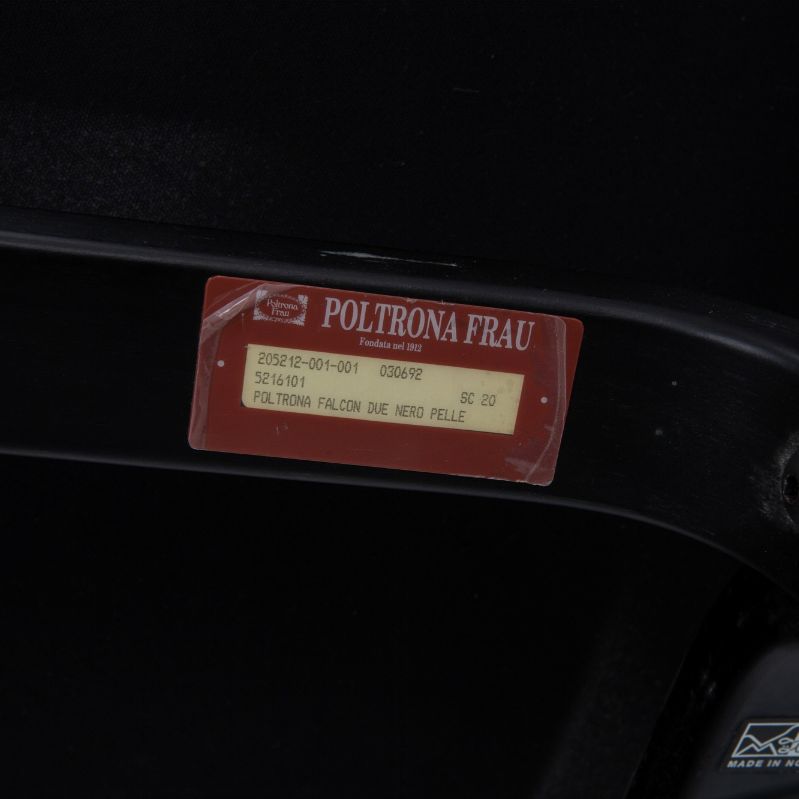 Poltrona
Frau
POLTRONA FRAU
Fondata nel 1912
205212-001-001 030692
5216101 SC 20
POLTRONA FALCON DUE NERO PELLE
MADE IN